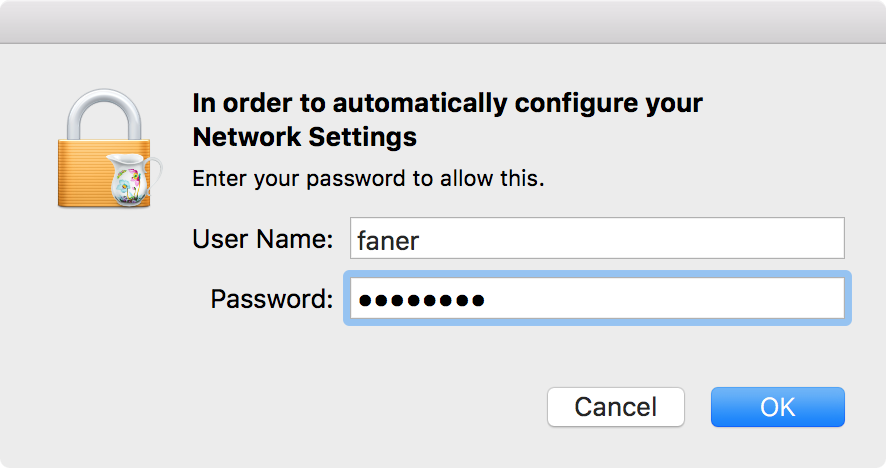 In order to automatically configure your
Network Settings
Enter your password to allow this.
User Name: faner
Password: ●●●●●●●●
Cancel OK